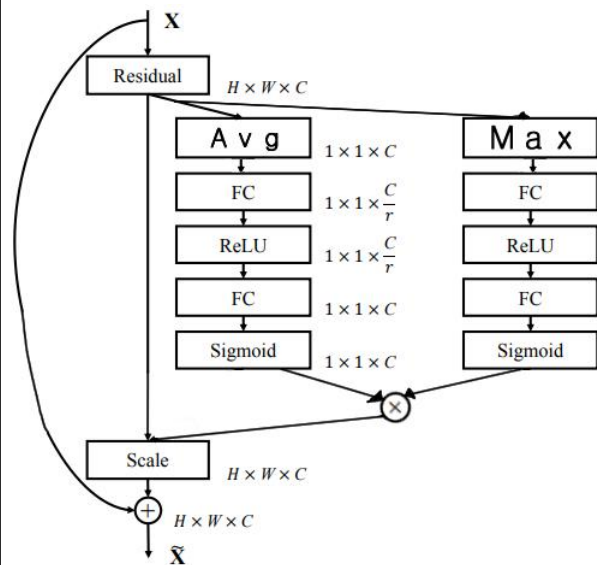 X
Residual
H × W × C
Avg
Max
1 × 1 × C
FC
1 × 1 × C/r
FC
ReLU
1 × 1 × C/r
ReLU
FC
1 × 1 × C
FC
Sigmoid
1 × 1 × C
Sigmoid
×
Scale
H × W × C
+
H × W × C
X̃